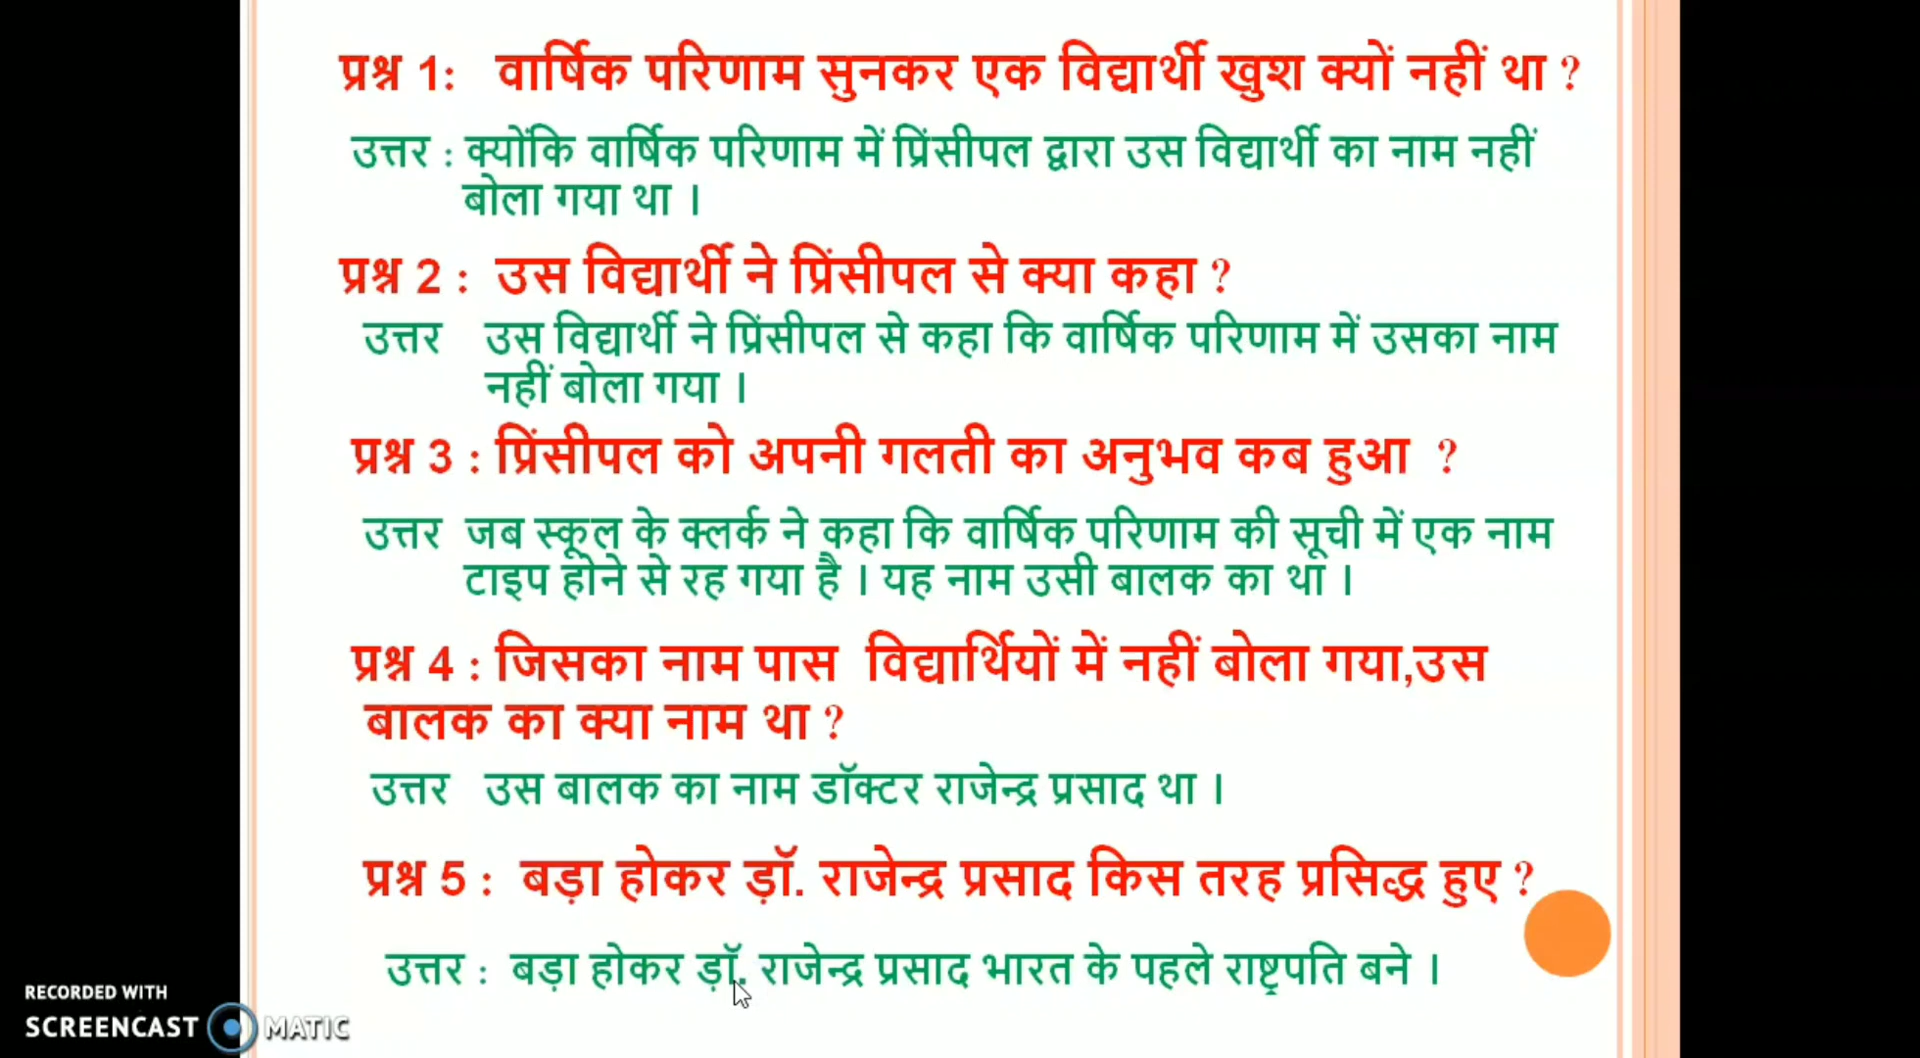 प्रश्न 1: वार्षिक परिणाम सुनकर एक विद्यार्थी खुश क्यों नहीं था ?
उत्तर : क्योंकि वार्षिक परिणाम में प्रिंसीपल द्वारा उस विद्यार्थी का नाम नहीं
बोला गया था ।
प्रश्न 2 : उस विद्यार्थी ने प्रिंसीपल से क्या कहा ?
उत्तर उस विद्यार्थी ने प्रिंसीपल से कहा कि वार्षिक परिणाम में उसका नाम
नहीं बोला गया ।
प्रश्न 3 : प्रिंसीपल को अपनी गलती का अनुभव कब हुआ ?
उत्तर जब स्कूल के क्लर्क ने कहा कि वार्षिक परिणाम की सूची में एक नाम
टाइप होने से रह गया है । यह नाम उसी बालक का था ।
प्रश्न 4 : जिसका नाम पास विद्यार्थियों में नहीं बोला गया,उस
बालक का क्या नाम था ?
उत्तर उस बालक का नाम डॉक्टर राजेन्द्र प्रसाद था ।
प्रश्न 5 : बड़ा होकर ड़ॉ. राजेन्द्र प्रसाद किस तरह प्रसिद्ध हुए ?
उत्तर : बड़ा होकर ड़ॉ. राजेन्द्र प्रसाद भारत के पहले राष्ट्रपति बने ।
RECORDED WITH
SCREENCAST MATIC